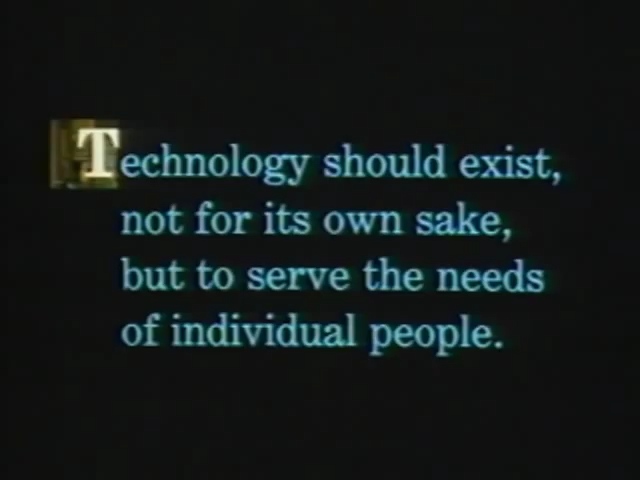 Technology should exist,
not for its own sake,
but to serve the needs
of individual people.